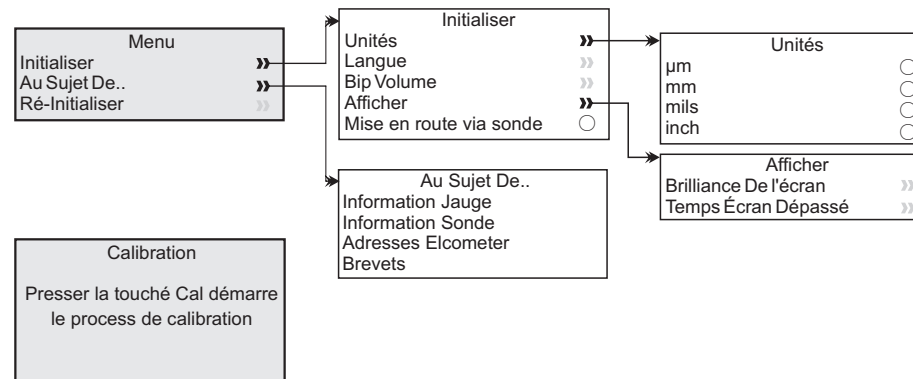 Menu
Initialiser
Au Sujet De..
Ré-Initialiser
Initialiser
Unités
Langue
Bip Volume
Afficher
Mise en route via sonde
Unités
µm
mm
mils
inch
Afficher
Brilliance De l'écran
Temps Écran Dépassé
Au Sujet De..
Information Jauge
Information Sonde
Adresses Elcometer
Brevets
Calibration
Presser la touché Cal démarre
le process de calibration